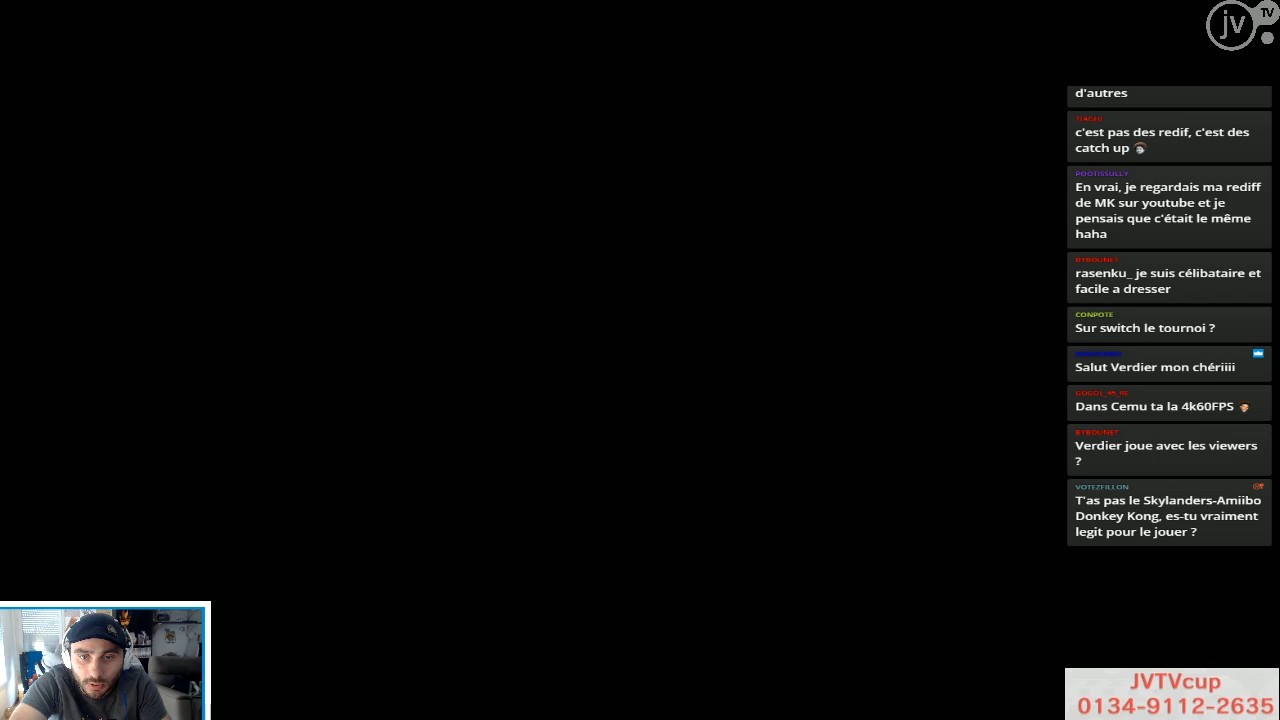 jv TV
d'autres
c'est pas des redif, c'est des
catch up
POOTISSULLY
En vrai, je regardais ma rediff
de MK sur youtube et je
pensais que c'était le même
haha
BYBOUNET
rasenku_ je suis célibataire et
facile a dresser
CONPOTE
Sur switch le tournoi ?
Salut Verdier mon chériiii
Dans Cemu ta la 4k60FPS
BYBOUNET
Verdier joue avec les viewers
?
VOTEZFILLON
T'as pas le Skylanders-Amiibo
Donkey Kong, es-tu vraiment
legit pour le jouer ?
JVTVcup
0134-9112-2635